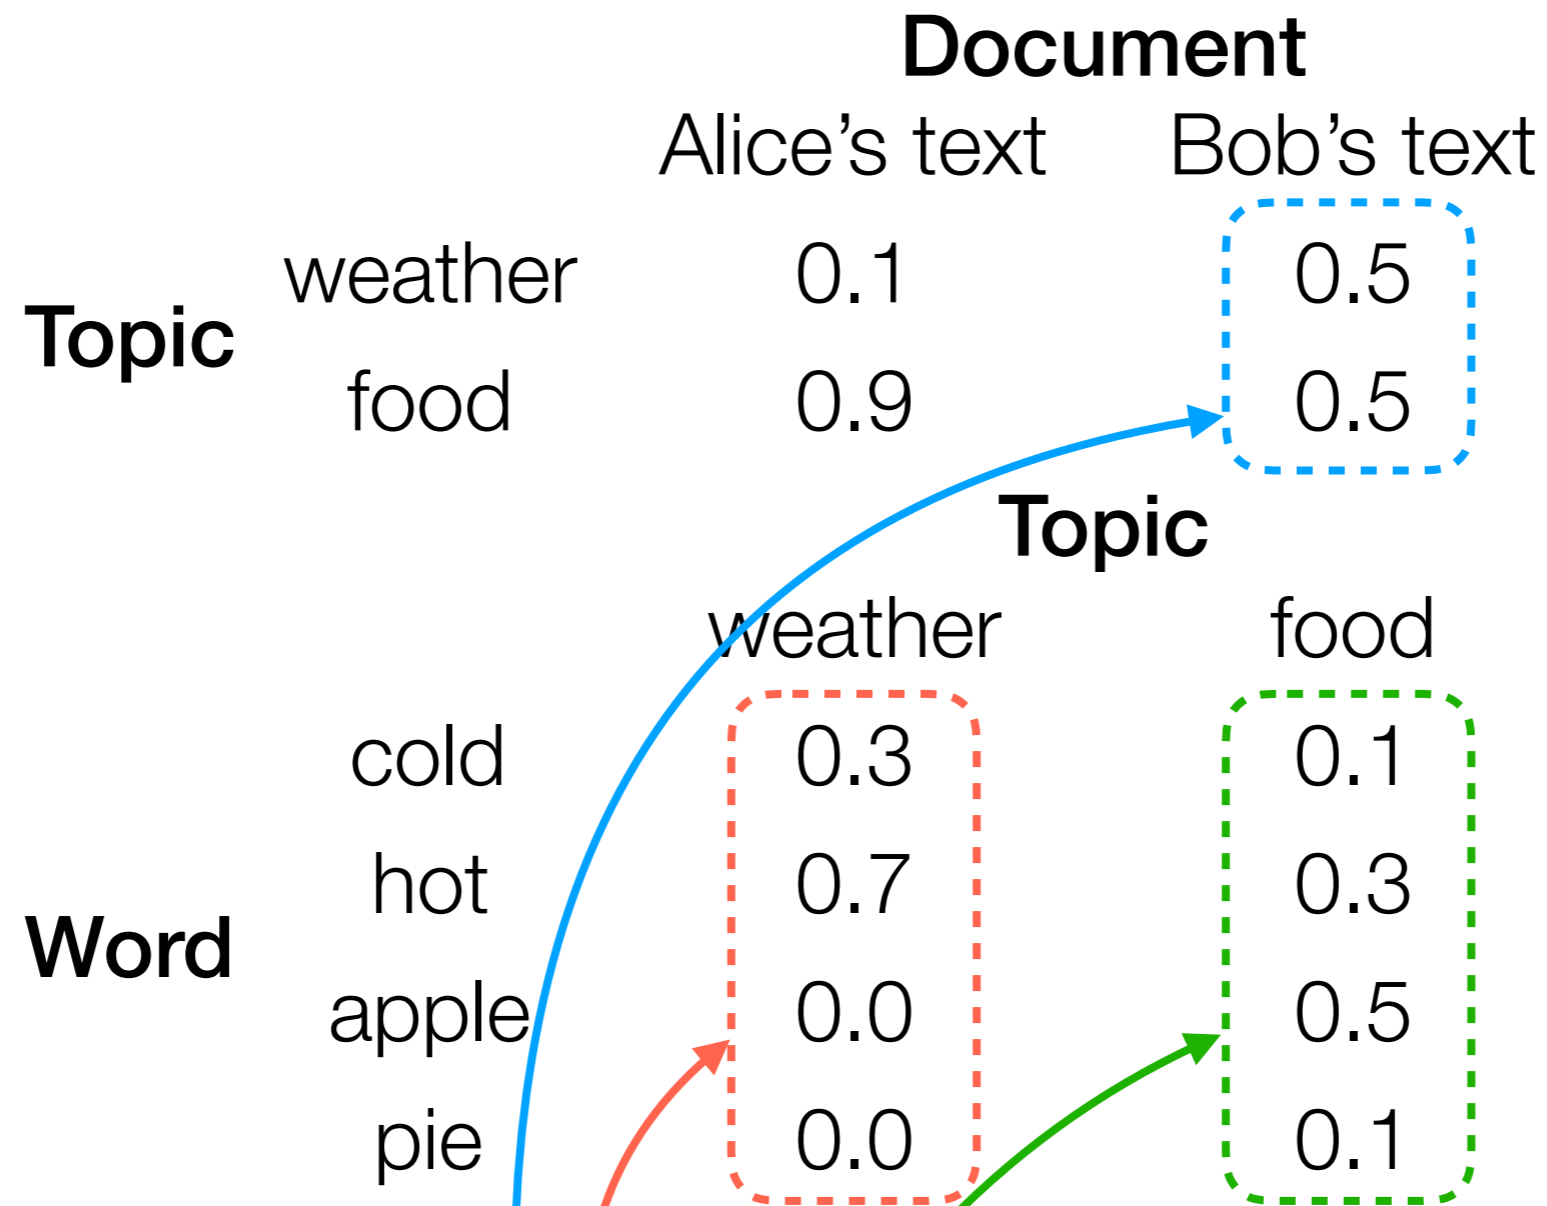 Document
Alice’s text Bob’s text
weather 0.1 0.5
Topic
food 0.9 0.5
Topic
weather food
cold 0.3 0.1
hot 0.7 0.3
Word
apple 0.0 0.5
pie 0.0 0.1